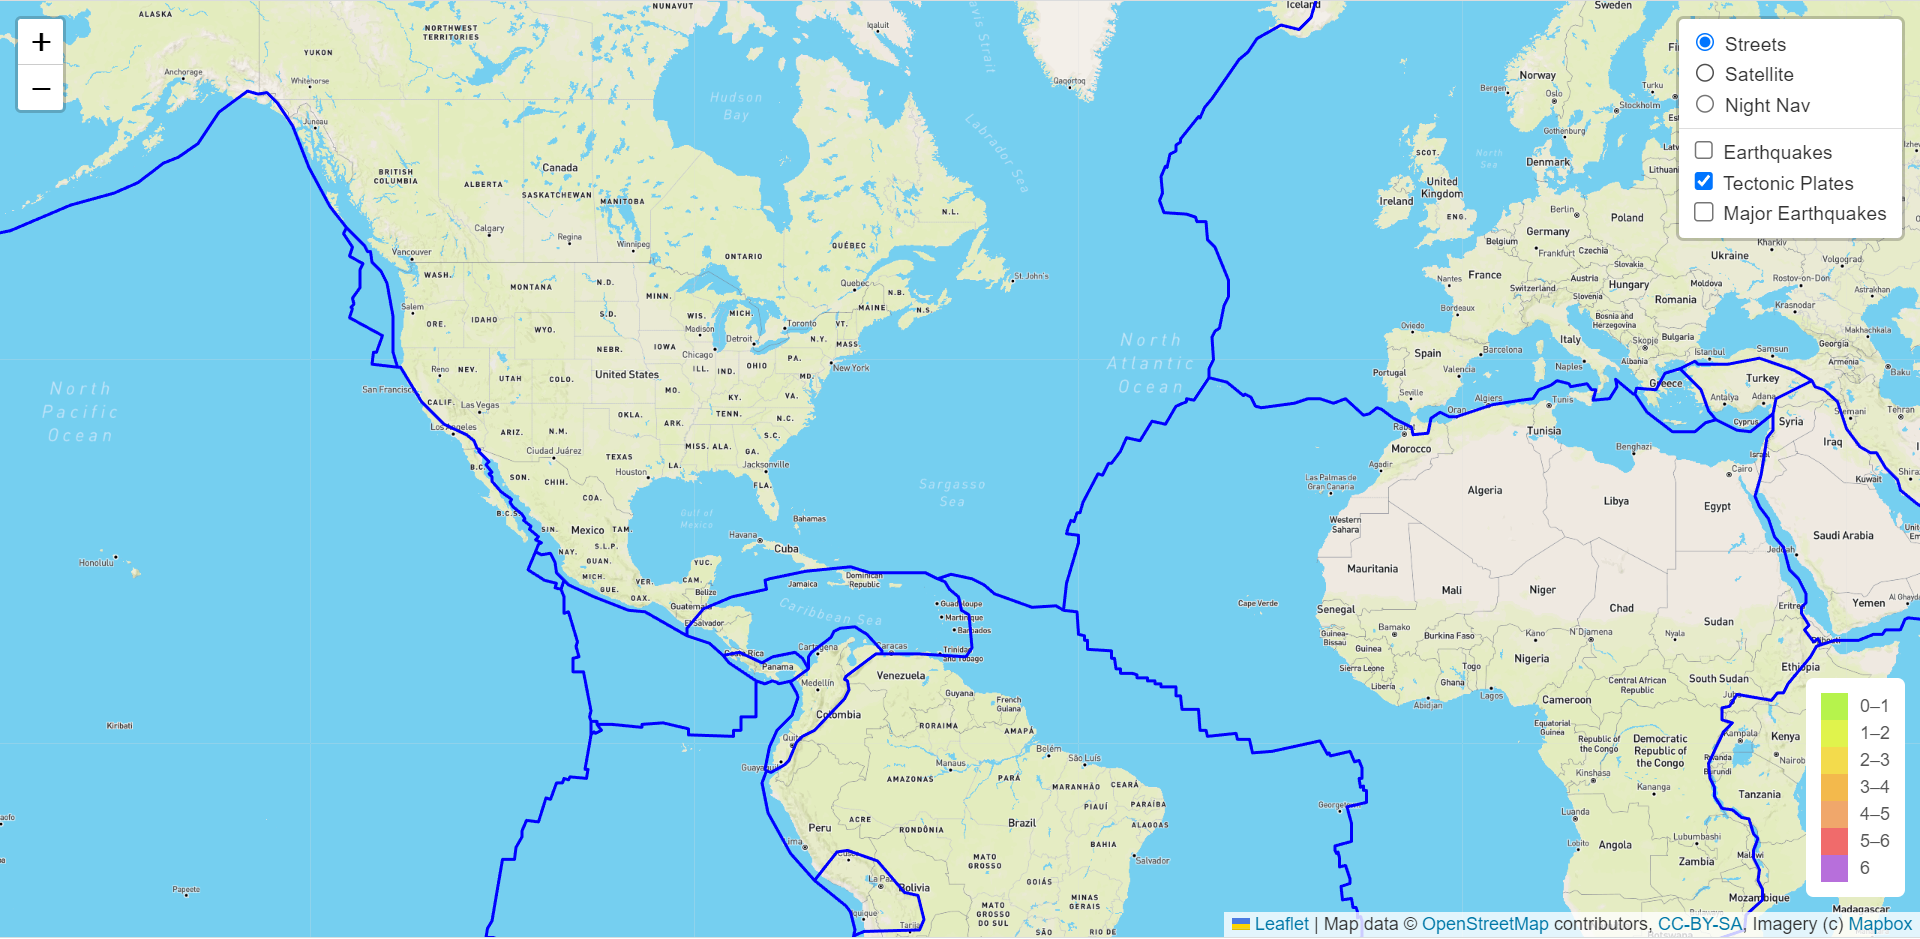 +
−
Streets
Satellite
Night Nav
Earthquakes
Tectonic Plates
Major Earthquakes
ALASKA
Anchorage
YUKON
Whitehorse
Juneau
NORTHWEST
TERRITORIES
NUNAVUT
Iqaluit
Hudson
Bay
Labrador Sea
Qaqortoq
Iceland
BRITISH
COLUMBIA
ALBERTA
Canada
SASKATCHEWAN
MANITOBA
ONTARIO
QUÉBEC
N.L.
Calgary
Regina
Winnipeg
Vancouver
St. John's
Quebec
N.B.
N.S.
MAINE
WASH.
MONTANA
N.D.
MINN.
Salem
ORE.
IDAHO
WYO.
S.D.
WIS.
MICH.
Madison
Toronto
VT.
N.Y.
MASS
Detroit
Chicago
IOWA
NEBR.
Reno
NEV.
UTAH
COLO.
United States
ILL.
IND.
OHIO
PA.
MD.
New York
San Francisco
CALIF.
Las Vegas
MO.
KY.
VA.
Los Angeles
ARIZ.
N.M.
OKLA.
ARK.
TENN.
N.C.
S.C.
MISS.
ALA.
GA.
Ciudad Juárez
TEXAS
LA.
Jacksonville
Houston
FLA.
B.C.
SON.
CHIH.
COA.
B.C.S.
SIN.
Mexico
TAM.
NAY.
S.L.P.
GUAN.
MICH.
GUE.
VER.
OAX.
YUC.
CAM.
Belize
Guatemala
El Salvador
Gulf of
Mexico
Havana
Bahamas
Cuba
Jamaica
Dominican
Republic
Guadeloupe
Martinique
Barbados
Trinidad
and Tobago
Caribbean Sea
Costa Rica
Panama
Cartagena
Caracas
Medellín
Venezuela
Colombia
Guyana
French
Guiana
RORAIMA
AMAPÁ
Quito
Guayaquil
Manaus
Belém
São Luís
AMAZONAS
PARÁ
MARANHÃO
CEARÁ
PIAUÍ
PARAÍBA
ALAGOAS
Peru
ACRE
RONDÔNIA
Brazil
BAHIA
Salvador
Lima
MATO
GROSSO
GOIÁS
MINAS
GERAIS
La Paz
Bolivia
Tarija
MATO
GROSSO
DO SUL
SÃO
RIO DE
North
Pacific
Ocean
Honolulu
Kiribati
Papeete
North
Atlantic
Ocean
Sargasso
Sea
Sweden
Norway
Bergen
Oslo
Stockholm
Turku
Gothenburg
SCOT.
North
Sea
Denmark
United
Kingdom
Ireland
ENG.
Berlin
Poland
Germany
Belgium
Frankfurt
Czechia
Slovakia
Kharkiv
Ukraine
Volgograd
Nantes
France
Austria
Hungary
Moldova
Rostov-on-Don
Switzerland
Slovenia
Romania
Astrakhan
Krasnodar
Bordeaux
Bosnia and
Herzegovina
Makhachkala
Oviedo
Italy
Skopje
Bulgaria
Georgia
Spain
Barcelona
Albania
Istanbul
Samsun
Armenia
Baku
Naples
Portugal
Valencia
Greece
Turkey
Seville
Algiers
Tunis
Antalya
Adana
Oran
Tehran
Cyprus
Syria
Rabat
Tunisia
Morocco
Benghazi
Israel
Iraq
Agadir
Cairo
Kuwait
Las Palmas de
Gran Canaria
Algeria
Libya
Egypt
Western
Sahara
Saudi Arabia
Jeddah
Mauritania
Mali
Niger
Chad
Cape Verde
Senegal
Sudan
Eritrea
Yemen
Guinea-
Bissau
Bamako
Burkina Faso
Kano
N'Djamena
Nyala
Djibouti
Guinea
Nigeria
Sierra Leone
Togo
Ethiopia
Liberia
Ghana
Abidjan
Lagos
Cameroon
Central African
Republic
South Sudan
Equatorial
Guinea
Republic of
the Congo
Democratic
Republic of
the Congo
Kampala
Kenya
Rwanda
Burundi
Kinshasa
Kananga
Tanzania
Luanda
Lubumbashi
Lobito
Angola
Zambia
Malawi
Mozambique
Madagascar
0–1
1–2
2–3
3–4
4–5
5–6
6
Leaflet | Map data © OpenStreetMap contributors, CC-BY-SA, Imagery (c) Mapbox